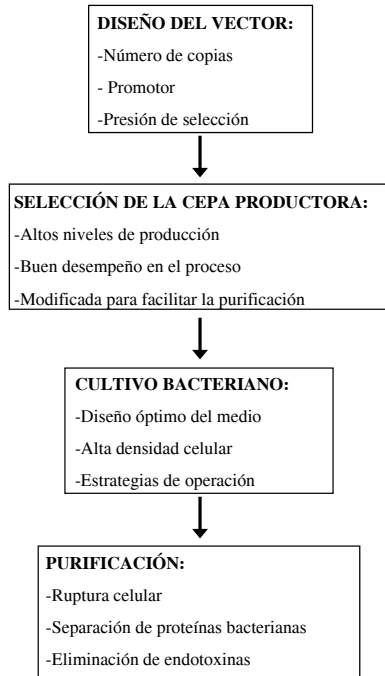 DISEÑO DEL VECTOR:
-Número de copias
- Promotor
-Presión de selección
SELECCIÓN DE LA CEPA PRODUCTORA:
-Altos niveles de producción
-Buen desempeño en el proceso
-Modificada para facilitar la purificación
CULTIVO BACTERIANO:
-Diseño óptimo del medio
-Alta densidad celular
-Estrategias de operación
PURIFICACIÓN:
-Ruptura celular
-Separación de proteínas bacterianas
-Eliminación de endotoxinas